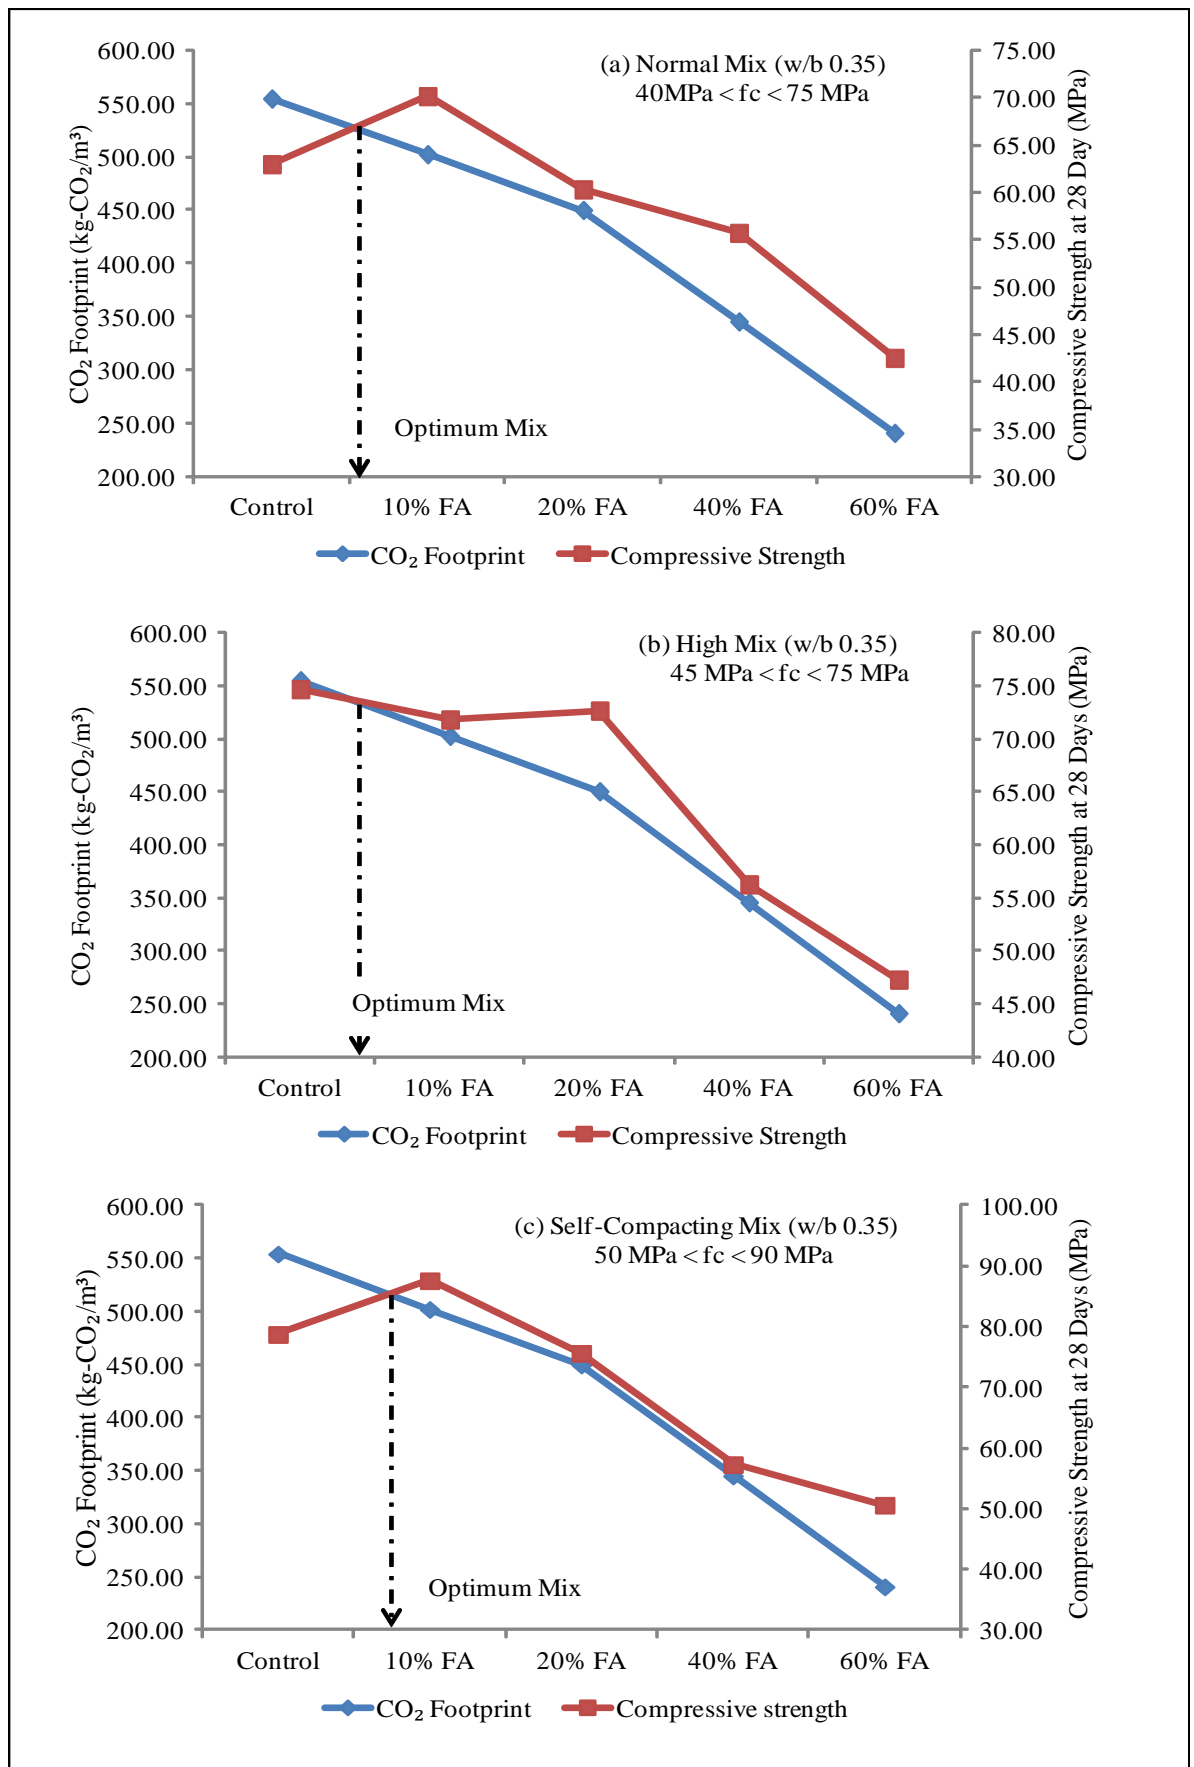 (a) Normal Mix (w/b 0.35)
40MPa < fc < 75 MPa
CO₂ Footprint (kg-CO₂/m³)
600.00
550.00
500.00
450.00
400.00
350.00
300.00
250.00
200.00
Compressive Strength at 28 Day (MPa)
75.00
70.00
65.00
60.00
55.00
50.00
45.00
40.00
35.00
30.00
Optimum Mix
Control 10% FA 20% FA 40% FA 60% FA
CO₂ Footprint Compressive Strength
(b) High Mix (w/b 0.35)
45 MPa < fc < 75 MPa
CO₂ Footprint (kg-CO₂/m³)
600.00
550.00
500.00
450.00
400.00
350.00
300.00
250.00
200.00
Compressive Strength at 28 Days (MPa)
80.00
75.00
70.00
65.00
60.00
55.00
50.00
45.00
40.00
Optimum Mix
Control 10% FA 20% FA 40% FA 60% FA
CO₂ Footprint Compressive Strength
(c) Self-Compacting Mix (w/b 0.35)
50 MPa < fc < 90 MPa
CO₂ Footprint (kg-CO₂/m³)
600.00
550.00
500.00
450.00
400.00
350.00
300.00
250.00
200.00
Compressive Strength at 28 Days (MPa)
100.00
90.00
80.00
70.00
60.00
50.00
40.00
30.00
Optimum Mix
Control 10% FA 20% FA 40% FA 60% FA
CO₂ Footprint Compressive strength